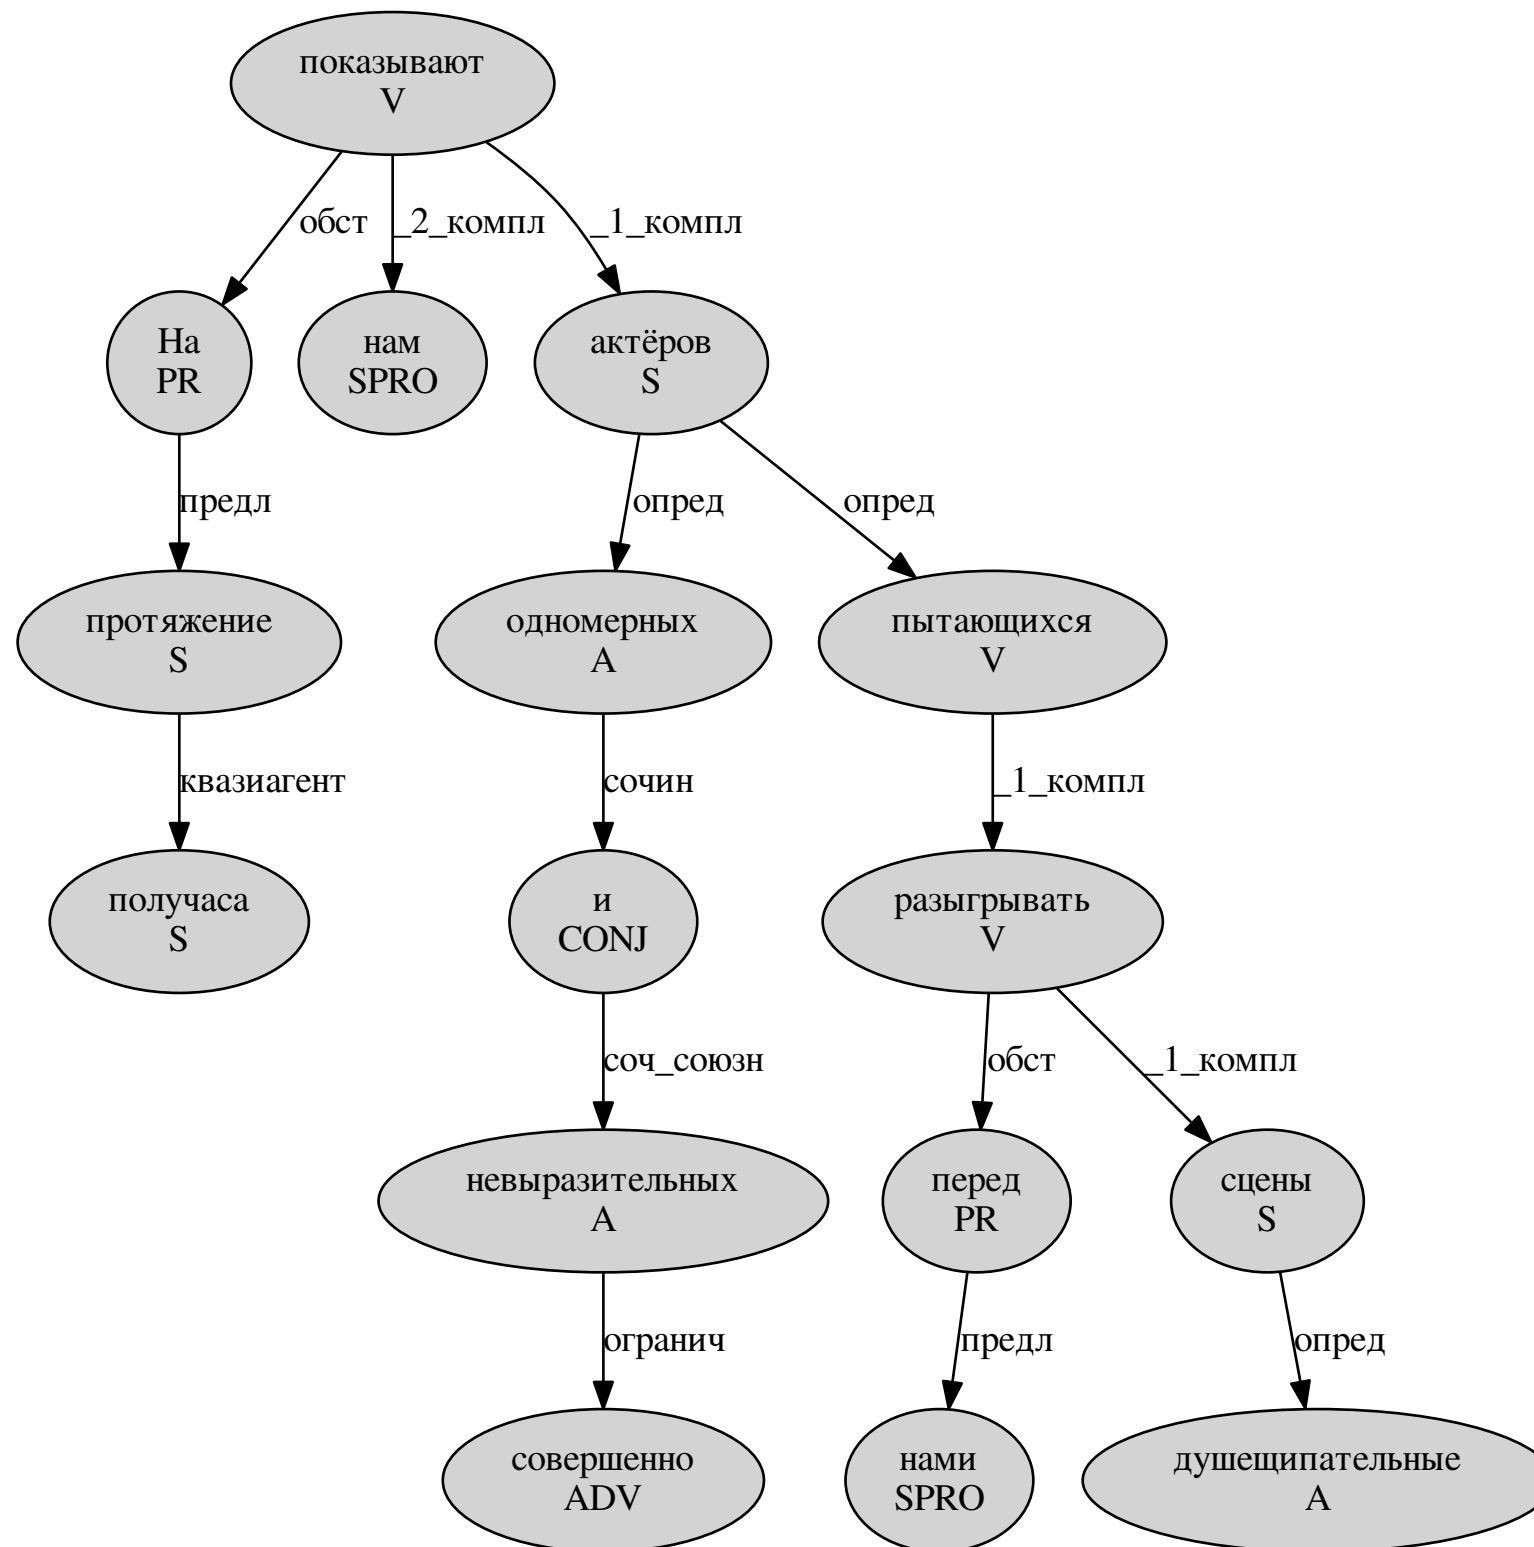 показывают
V
обст
_2_компл
_1_компл
На
PR
нам
SPRO
актёров
S
предл
опред
опред
протяжение
S
одномерных
A
пытающихся
V
квазиагент
сочин
_1_компл
получаса
S
и
CONJ
разыгрывать
V
соч_союзн
обст
_1_компл
невыразительных
A
перед
PR
сцены
S
огранич
предл
опред
совершенно
ADV
нами
SPRO
душещипательные
A